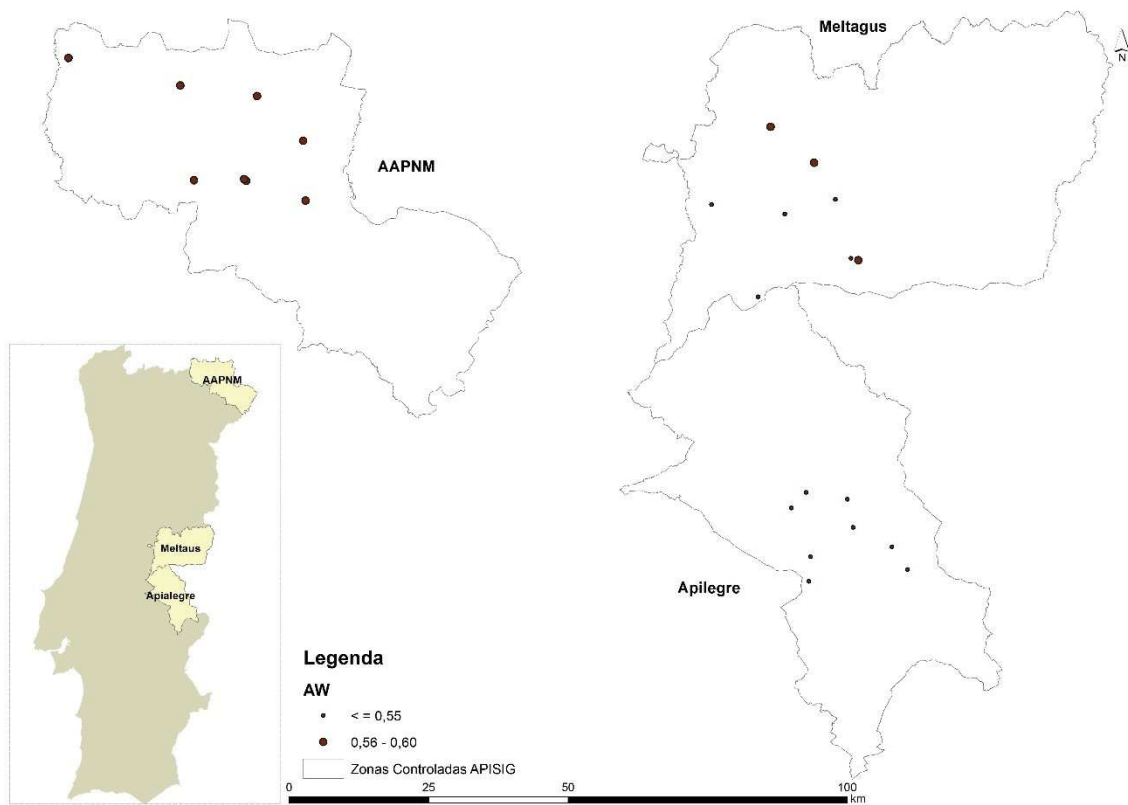 Meltagus
N
AAPNM
AAPNM
Meltaus
Apialegre
Apilegre
Legenda
AW
< = 0,55
0,56 - 0,60
Zonas Controladas APISIG
0 25 50 100
km